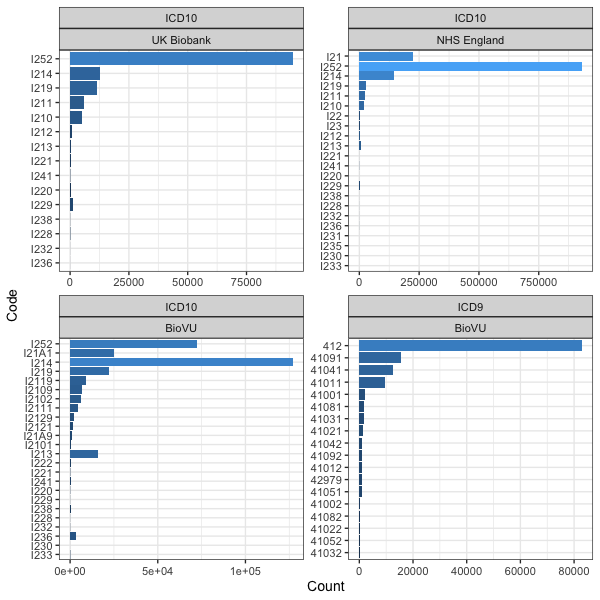 ICD10
UK Biobank
I252
I214
I219
I211
I210
I212
I213
I221
I241
I220
I229
I238
I228
I232
I236
0 25000 50000 75000
ICD10
NHS England
I21
I252
I214
I219
I211
I210
I22
I23
I212
I213
I221
I241
I220
I229
I238
I228
I232
I236
I231
I235
I230
I233
0 250000 500000 750000
Code
ICD10
BioVU
I252
I21A1
I214
I219
I2119
I2109
I2102
I2111
I2129
I2121
I21A9
I2101
I213
I222
I221
I241
I220
I229
I238
I228
I232
I236
I230
I233
0e+00 5e+04 1e+05
ICD9
BioVU
412
41091
41041
41011
41001
41081
41031
41021
41042
41092
41012
42979
41051
41002
41082
41022
41052
41032
0 20000 40000 60000 80000
Count